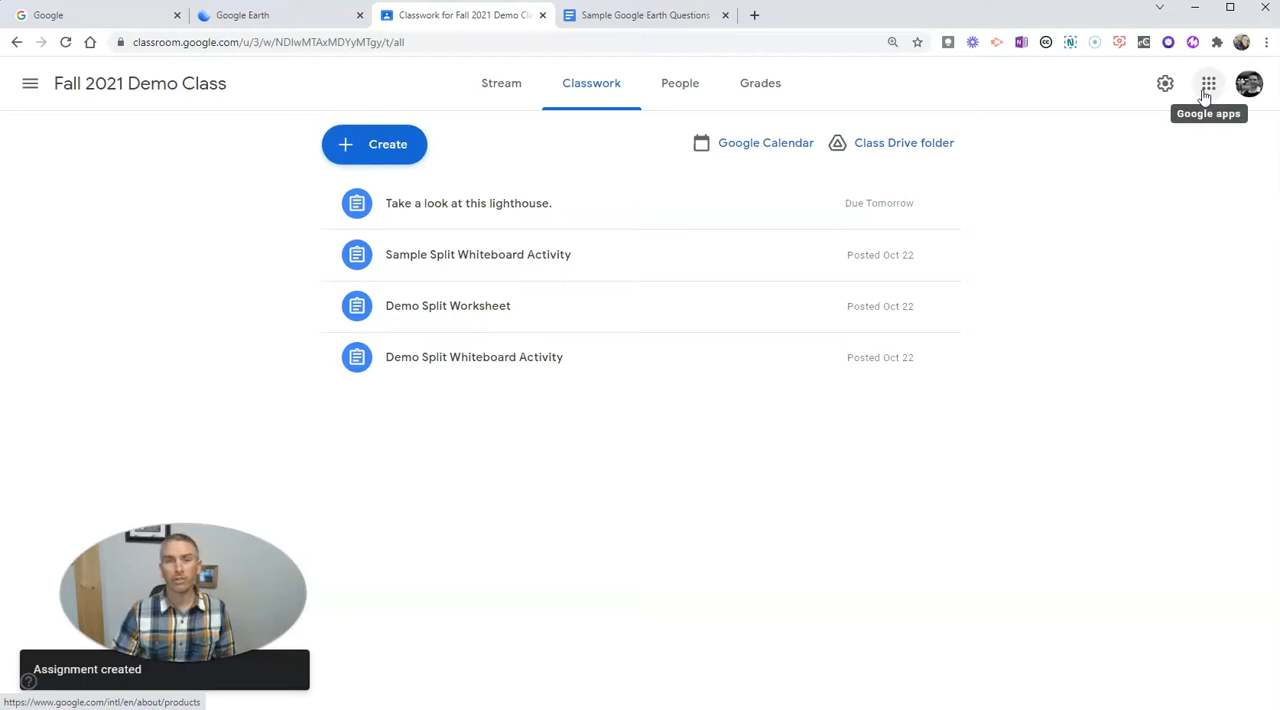 Google
Google Earth
Classwork for Fall 2021 Demo Cl
Sample Google Earth Questions
classroom.google.com/u/3/w/NDIwMTAxMDYyMTgy/t/all
Fall 2021 Demo Class
Stream
Classwork
People
Grades
Google apps
Create
Google Calendar
Class Drive folder
Take a look at this lighthouse.
Due Tomorrow
Sample Split Whiteboard Activity
Posted Oct 22
Demo Split Worksheet
Posted Oct 22
Demo Split Whiteboard Activity
Posted Oct 22
Assignment created
https://www.google.com/intl/en/about/products